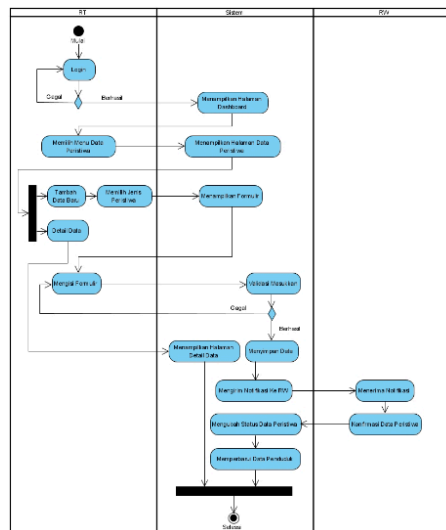 RT
Sistem
RW
Mulai
Login
Gagal
Berhasil
Menampilkan Halaman
Dashboard
Memilih Menu Data
Peristiwa
Menampilkan Halaman Data
Peristiwa
Tambah
Data Baru
Memilih Jenis
Peristiwa
Menampilkan Formulir
Detail Data
Mengisi Formulir
Validasi Masukkan
Gagal
Berhasil
Menampilkan Halaman
Detail Data
Menyimpan Data
Mengirim Notifikasi Ke RW
Menerima Notifikasi
Mengubah Status Data Peristiwa
Konfirmasi Data Peristiwa
Memperbarui Data Penduduk
Selesai